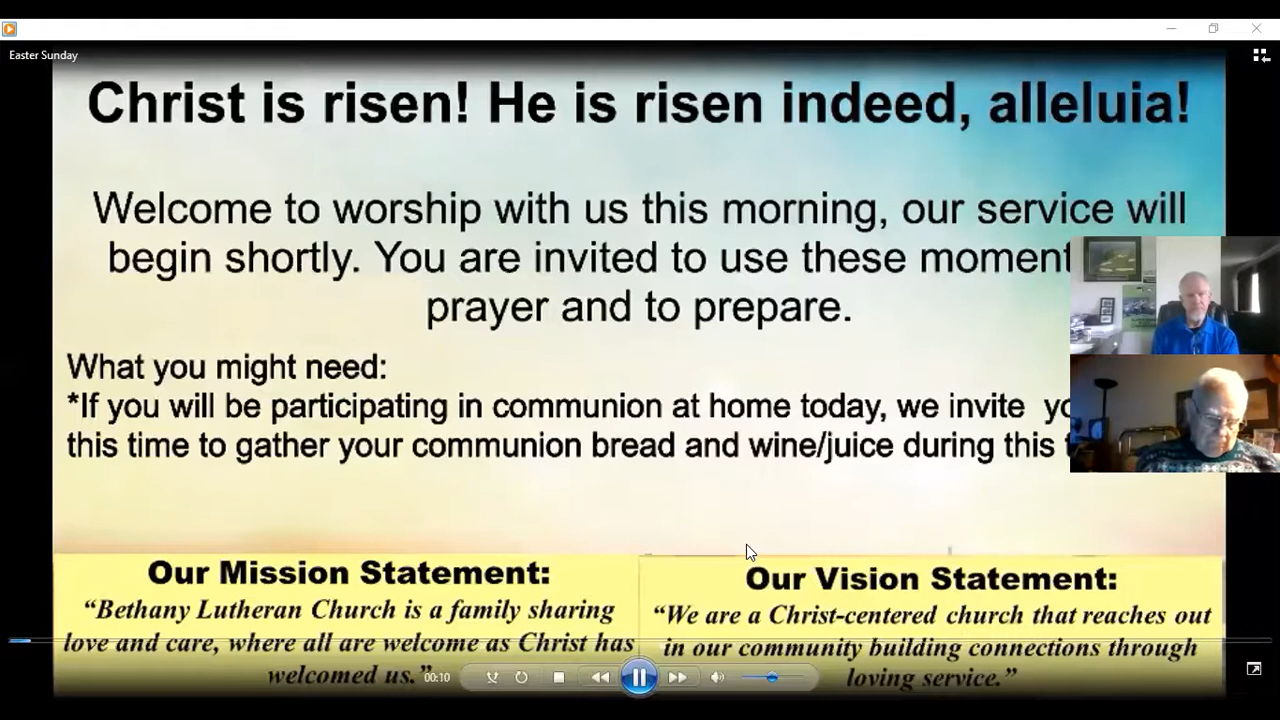 Easter Sunday
Christ is risen! He is risen indeed, alleluia!
Welcome to worship with us this morning, our service will
begin shortly. You are invited to use these moment
prayer and to prepare.
What you might need:
*If you will be participating in communion at home today, we invite
this time to gather your communion bread and wine/juice during this
Our Mission Statement:
“Bethany Lutheran Church is a family sharing
love and care, where all are welcome as Christ has
welcomed us.”
Our Vision Statement:
“We are a Christ-centered church that reaches out
in our community building connections through
loving service.”
00:10